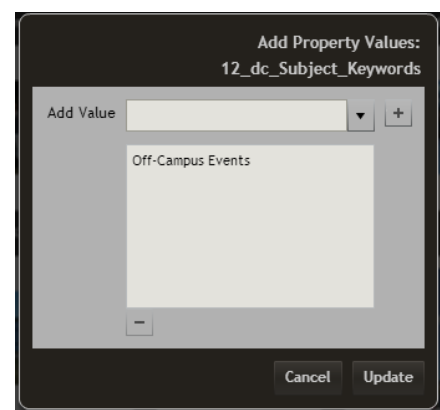 Add Property Values:
12_dc_Subject_Keywords
Add Value
+
Off-Campus Events
−
Cancel Update